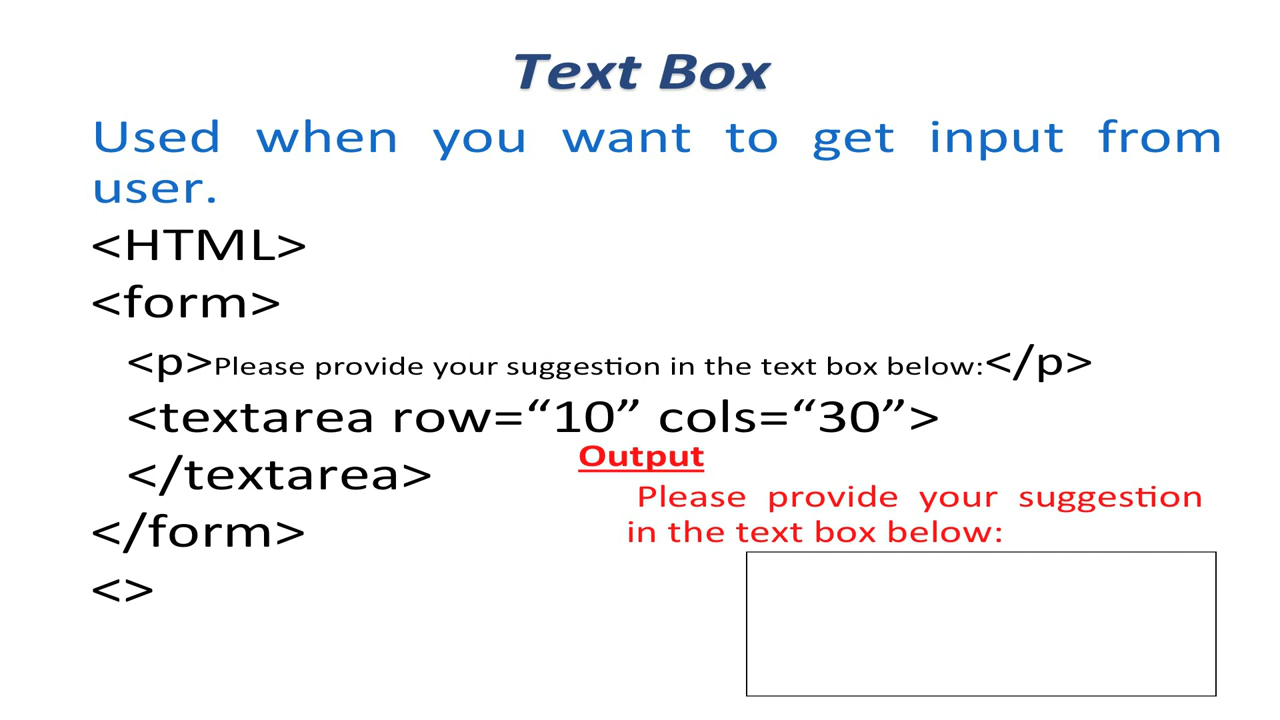 Text Box
Used when you want to get input from
user.
<HTML>
<form>
<p>Please provide your suggestion in the text box below:</p>
<textarea row=“10” cols=“30”>
</textarea>
</form>
<>
Output
Please provide your suggestion
in the text box below: